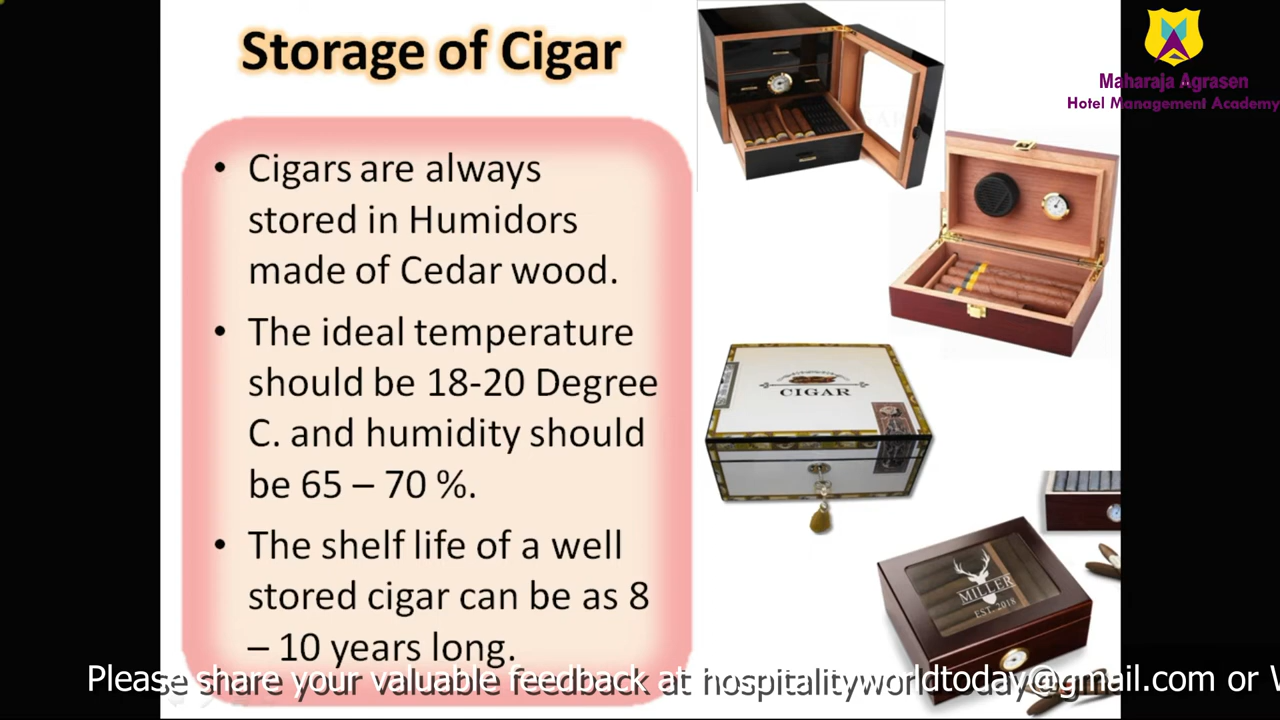 Storage of Cigar
Maharaja Agrasen
Hotel Management Academy
• Cigars are always
stored in Humidors
made of Cedar wood.
• The ideal temperature
should be 18-20 Degree
C. and humidity should
be 65 – 70 %.
• The shelf life of a well
stored cigar can be as 8
– 10 years long.
CIGAR
MILLER
EST. 2018
Please share your valuable feedback at hospitalityworldtoday@gmail.com or